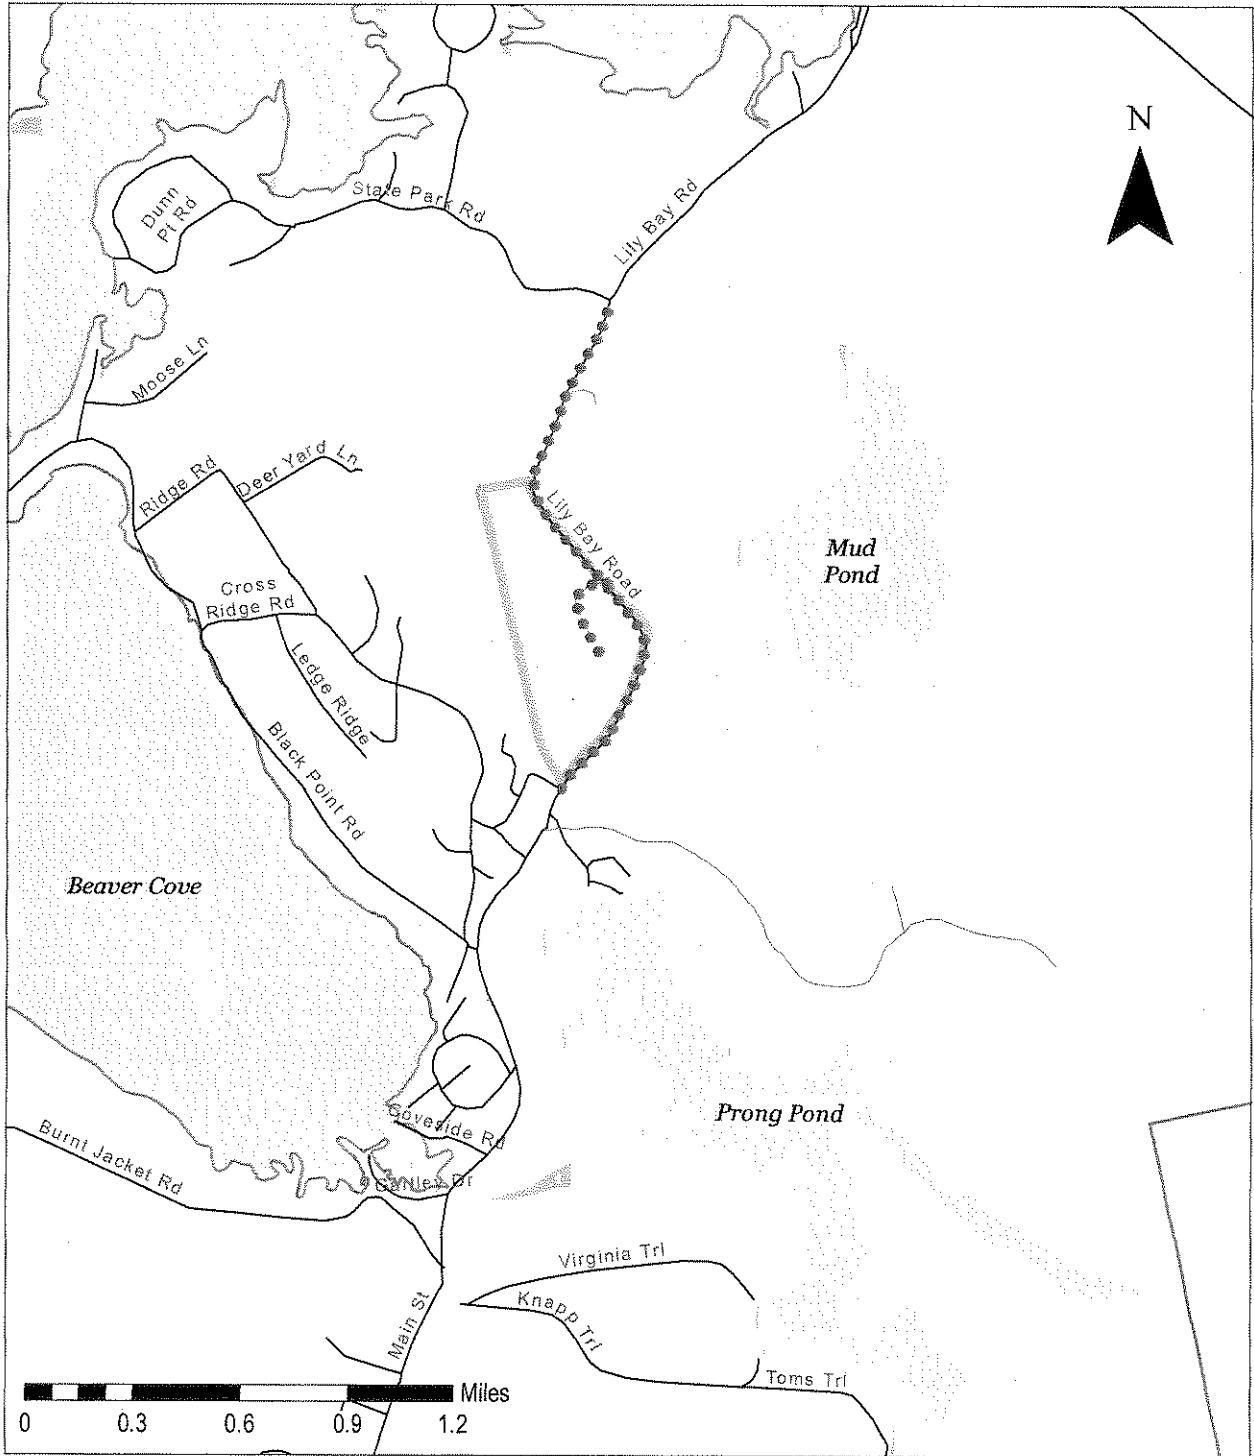 N
State Park Rd
Dunn
Pt Rd
Lily Bay Rd
Moose Ln
Ridge Rd
Deer Yard Ln
Lily Bay Road
Mud
Pond
Cross
Ridge Rd
Ledge Ridge
Black Point Rd
Beaver Cove
Prong Pond
Coveside Rd
Burnt Jacket Rd
Virginia Trl
Knapp Trl
Main St
Toms Trl
Miles
0 0.3 0.6 0.9 1.2